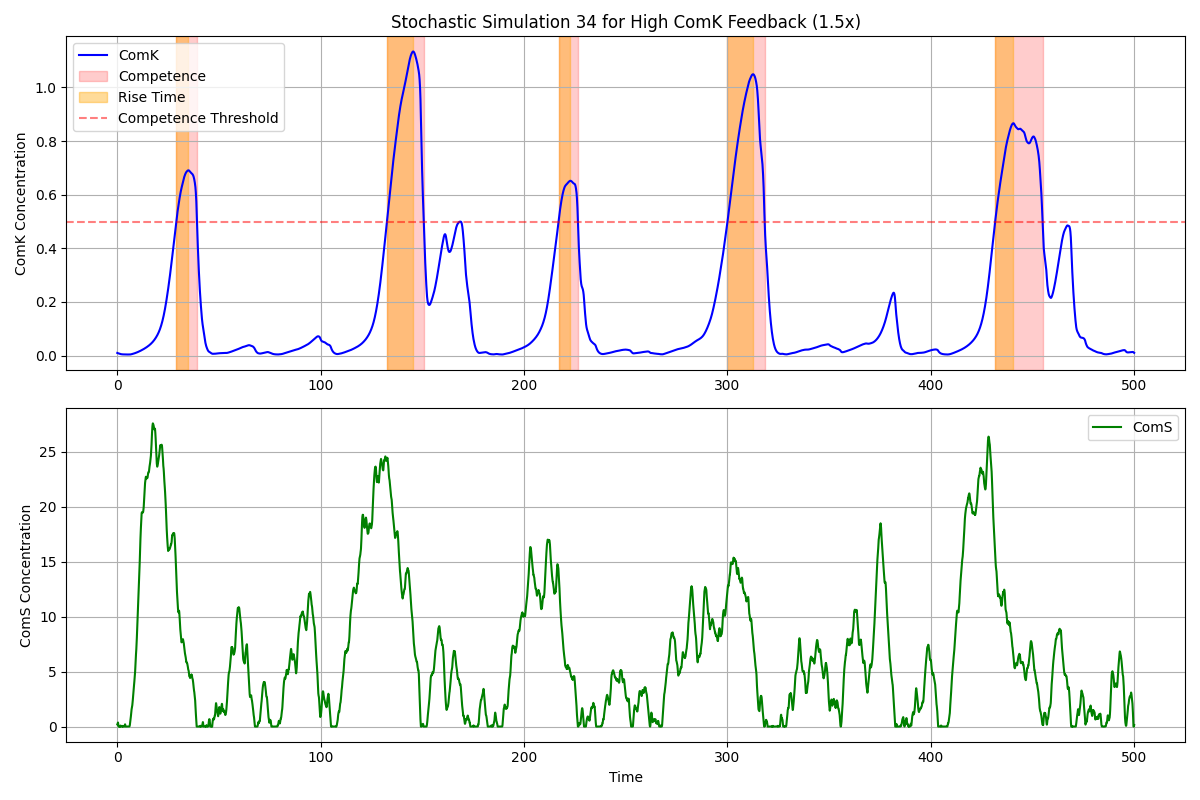 Stochastic Simulation 34 for High ComK Feedback (1.5x)
ComK
Competence
Rise Time
Competence Threshold
ComK Concentration
1.0
0.8
0.6
0.4
0.2
0.0
0 100 200 300 400 500
ComS
ComS Concentration
25
20
15
10
5
0
0 100 200 300 400 500
Time